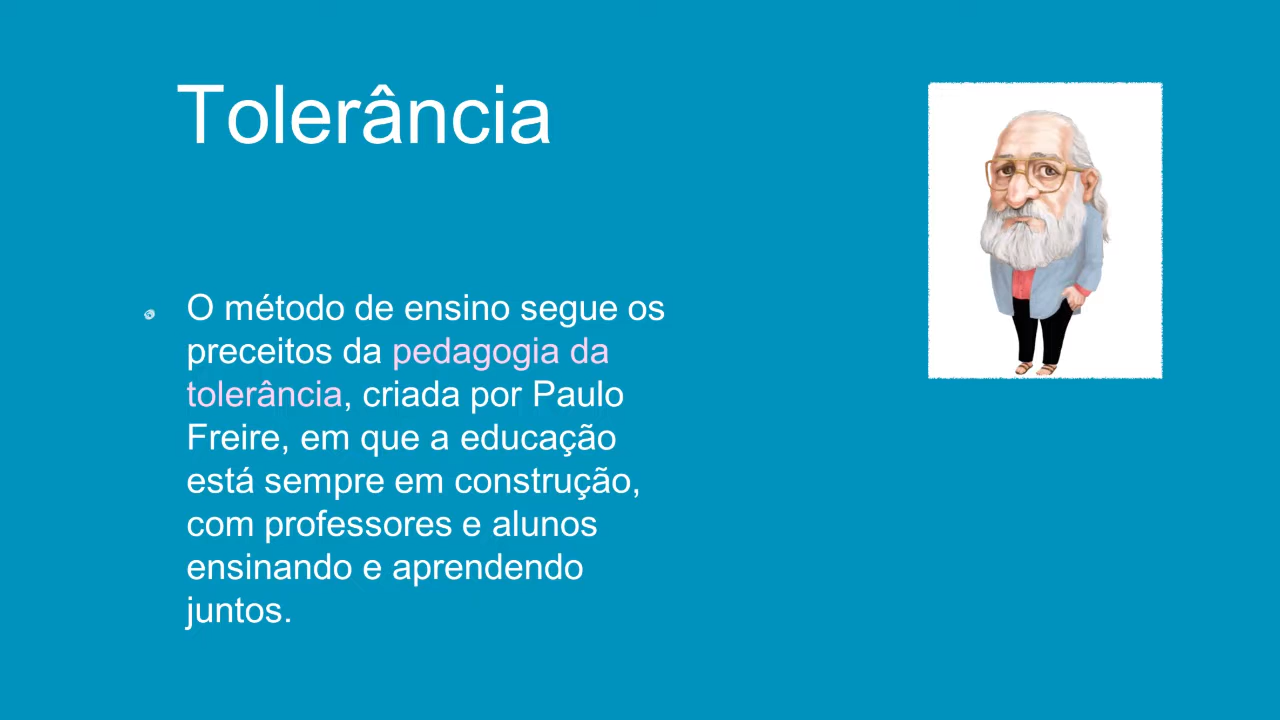 Tolerância
O método de ensino segue os
preceitos da pedagogia da
tolerância, criada por Paulo
Freire, em que a educação
está sempre em construção,
com professores e alunos
ensinando e aprendendo
juntos.